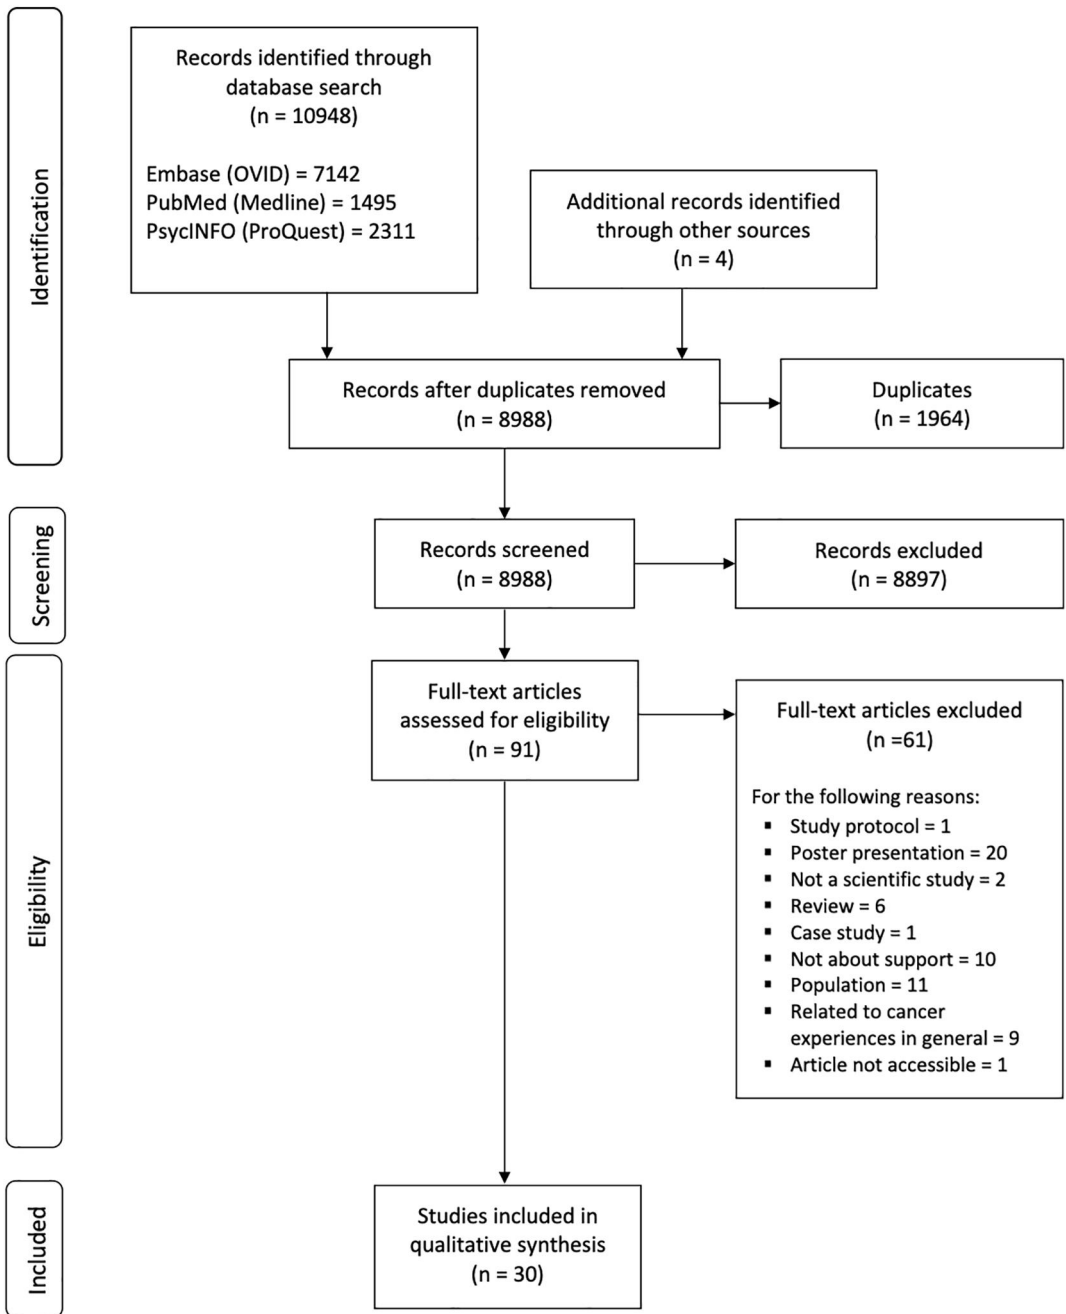 Identification
Records identified through
database search
(n = 10948)
Embase (OVID) = 7142
PubMed (Medline) = 1495
PsycINFO (ProQuest) = 2311
Additional records identified
through other sources
(n = 4)
Records after duplicates removed
(n = 8988)
Duplicates
(n = 1964)
Screening
Records screened
(n = 8988)
Records excluded
(n = 8897)
Eligibility
Full-text articles
assessed for eligibility
(n = 91)
Full-text articles excluded
(n =61)
For the following reasons:
▪ Study protocol = 1
▪ Poster presentation = 20
▪ Not a scientific study = 2
▪ Review = 6
▪ Case study = 1
▪ Not about support = 10
▪ Population = 11
▪ Related to cancer
experiences in general = 9
▪ Article not accessible = 1
Included
Studies included in
qualitative synthesis
(n = 30)